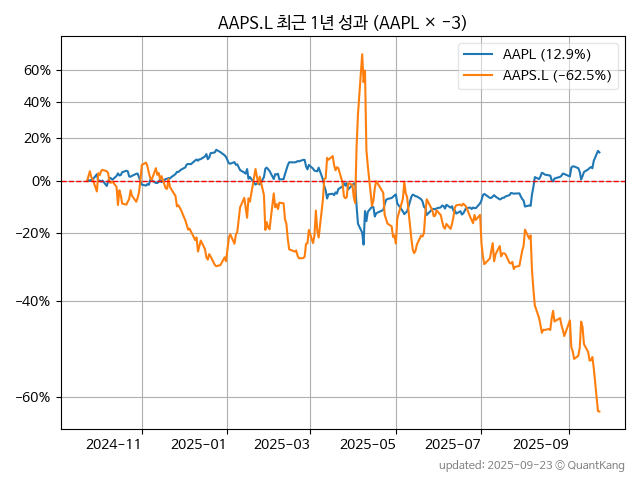 AAPS.L 최근 1년 성과 (AAPL × −3)
AAPL (12.9%)
AAPS.L (−62.5%)
60%
40%
20%
0%
−20%
−40%
−60%
2024-11 2025-01 2025-03 2025-05 2025-07 2025-09
updated: 2025-09-23 © QuantKang